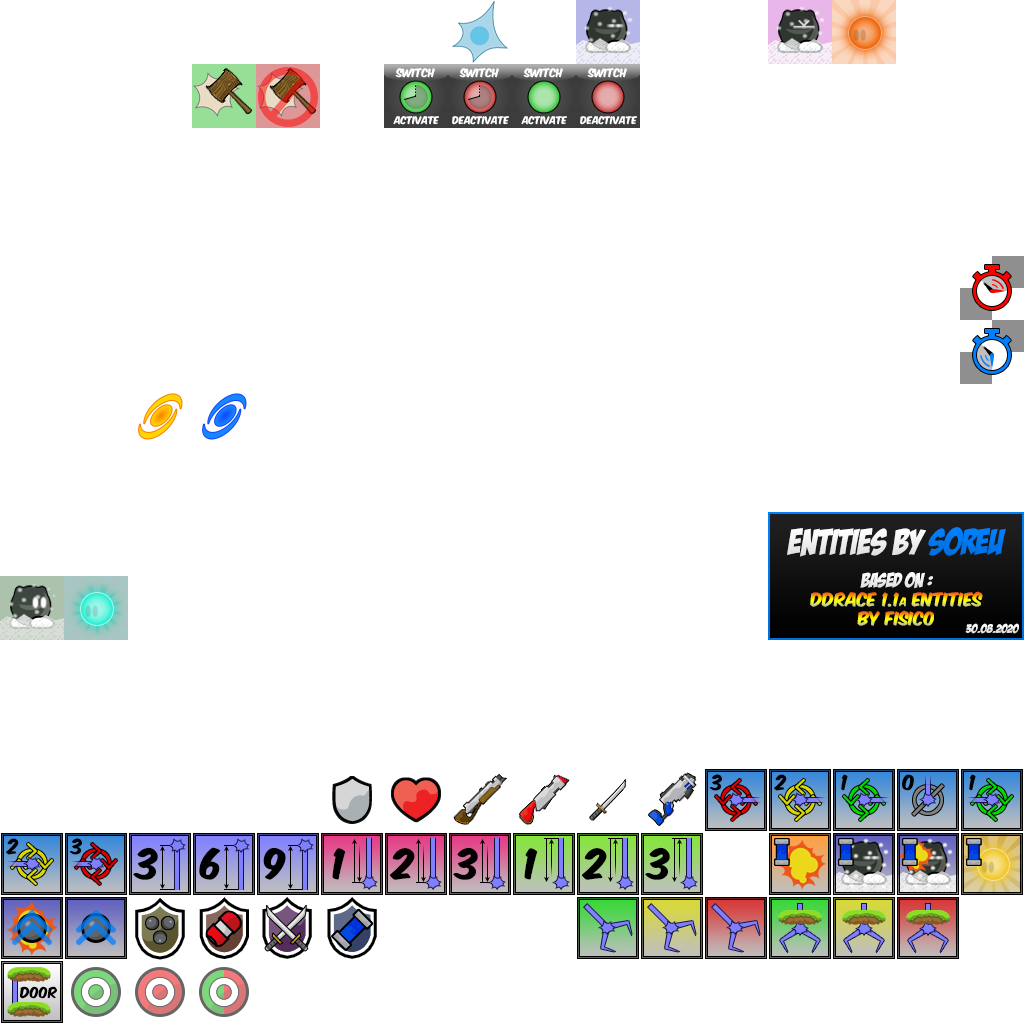 SWITCH SWITCH SWITCH SWITCH
ACTIVATE DEACTIVATE ACTIVATE DEACTIVATE
ENTITIES BY SOREU
BASED ON :
DDRACE 1.1A ENTITIES
BY FISICO
30.08.2020
3 2 1 0 1
2 3 3 6 9 1 2 3 1 2 3
DOOR